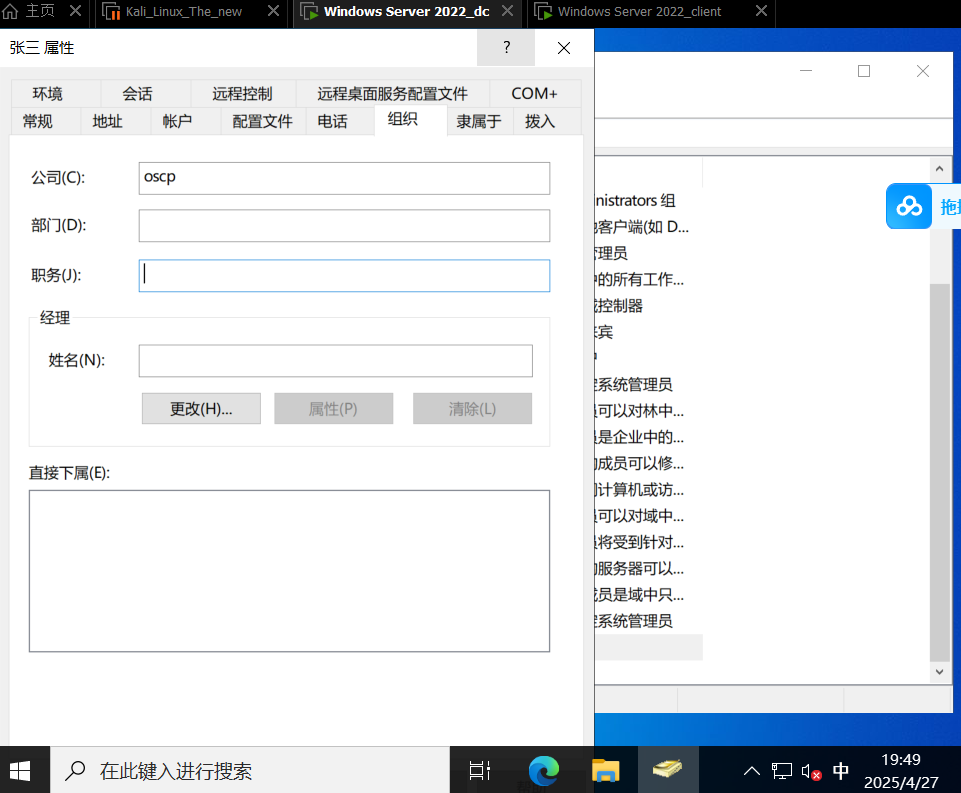 主页 Kali_Linux_The_new Windows Server 2022_dc Windows Server 2022_client
张三 属性 ?
环境 会话 远程控制 远程桌面服务配置文件 COM+
常规 地址 帐户 配置文件 电话 组织 隶属于 拨入
公司(C): oscp
部门(D):
职务(J):
经理
姓名(N):
更改(H)... 属性(P) 清除(L)
直接下属(E):
nistrators 组
客户端(如 D...
管理员
的所有工作...
控制器
宾
系统管理员
可以对林中...
是企业中的...
成员可以修...
计算机或访...
可以对域中...
将受到针对...
服务器可以...
员是域中只...
系统管理员
拖
在此键入进行搜索
中
19:49
2025/4/27